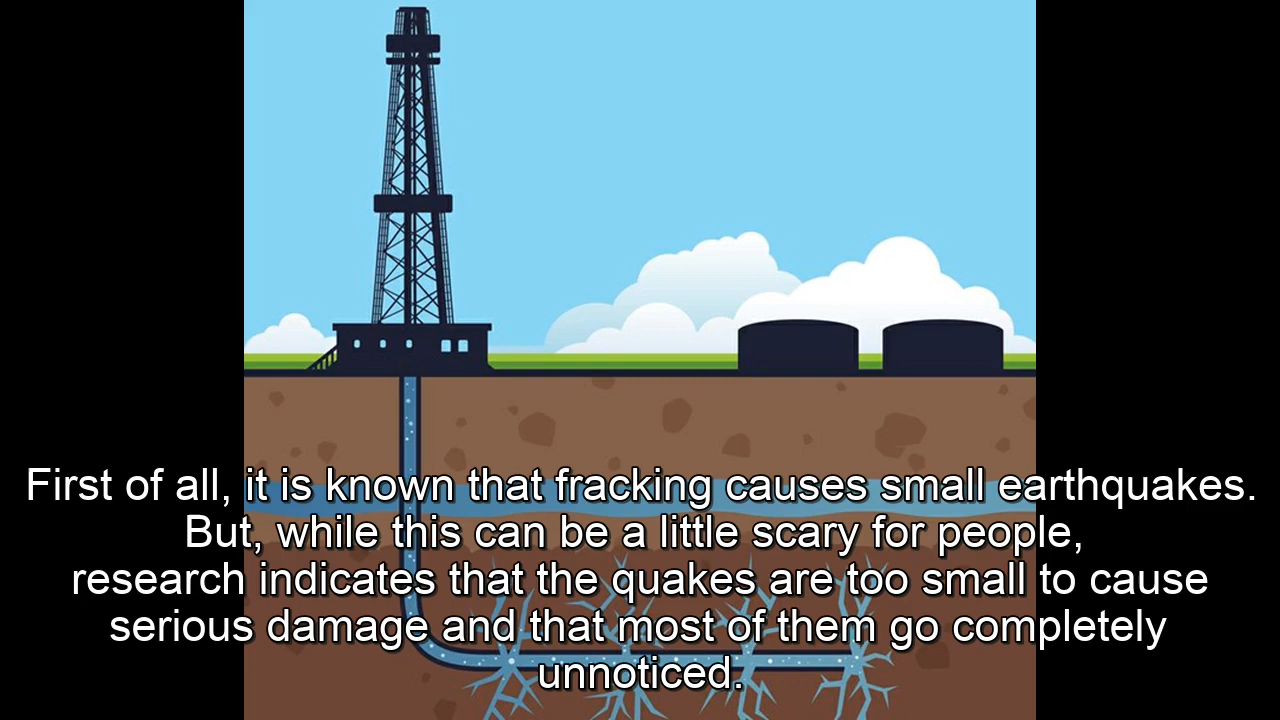 First of all, it is known that fracking causes small earthquakes.
But, while this can be a little scary for people,
research indicates that the quakes are too small to cause
serious damage and that most of them go completely
unnoticed.